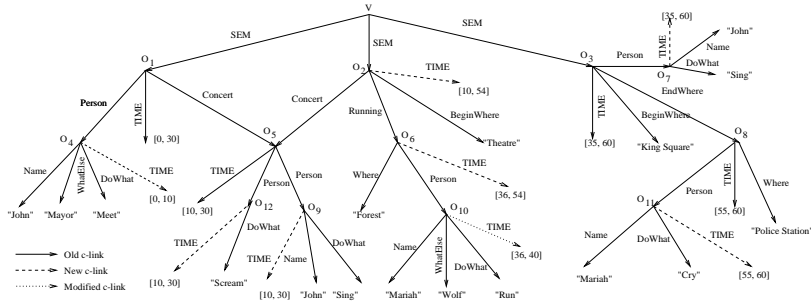 V
SEM
SEM
SEM
[35, 60]
"John"
TIME
Name
Person
DoWhat
O3
O7
"Sing"
O1
O2
TIME
[10, 54]
EndWhere
Person
TIME
Concert
Concert
Running
BeginWhere
TIME
BeginWhere
[0, 30]
[35, 60]
"King Square"
O4
O5
O6
"Theatre"
O8
Name
WhatElse
DoWhat
TIME
TIME
Person
Person
Where
Person
TIME
Person
TIME
Where
"John"
"Mayor"
"Meet"
[0, 10]
[10, 30]
O12
O9
"Forest"
O10
[36, 54]
O11
[55, 60]
"Police Station"
TIME
DoWhat
TIME
Name
DoWhat
Name
WhatElse
DoWhat
TIME
[36, 40]
Name
DoWhat
TIME
Old c-link
New c-link
Modified c-link
[10, 30]
"Scream"
[10, 30]
"John"
"Sing"
"Mariah"
"Wolf"
"Run"
"Mariah"
"Cry"
[55, 60]